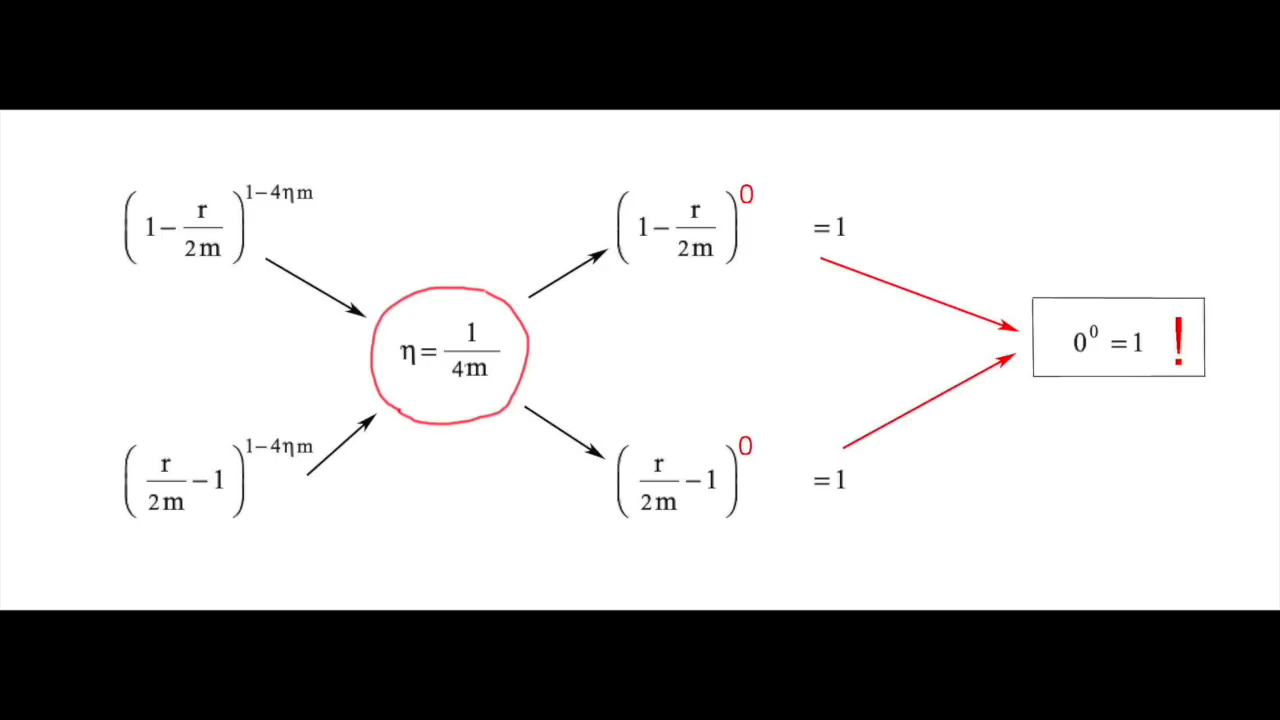 (1 − r/2m)^(1−4ηm)
(1 − r/2m)^0 = 1
η = 1/4m
0^0 = 1 !
(r/2m − 1)^(1−4ηm)
(r/2m − 1)^0 = 1